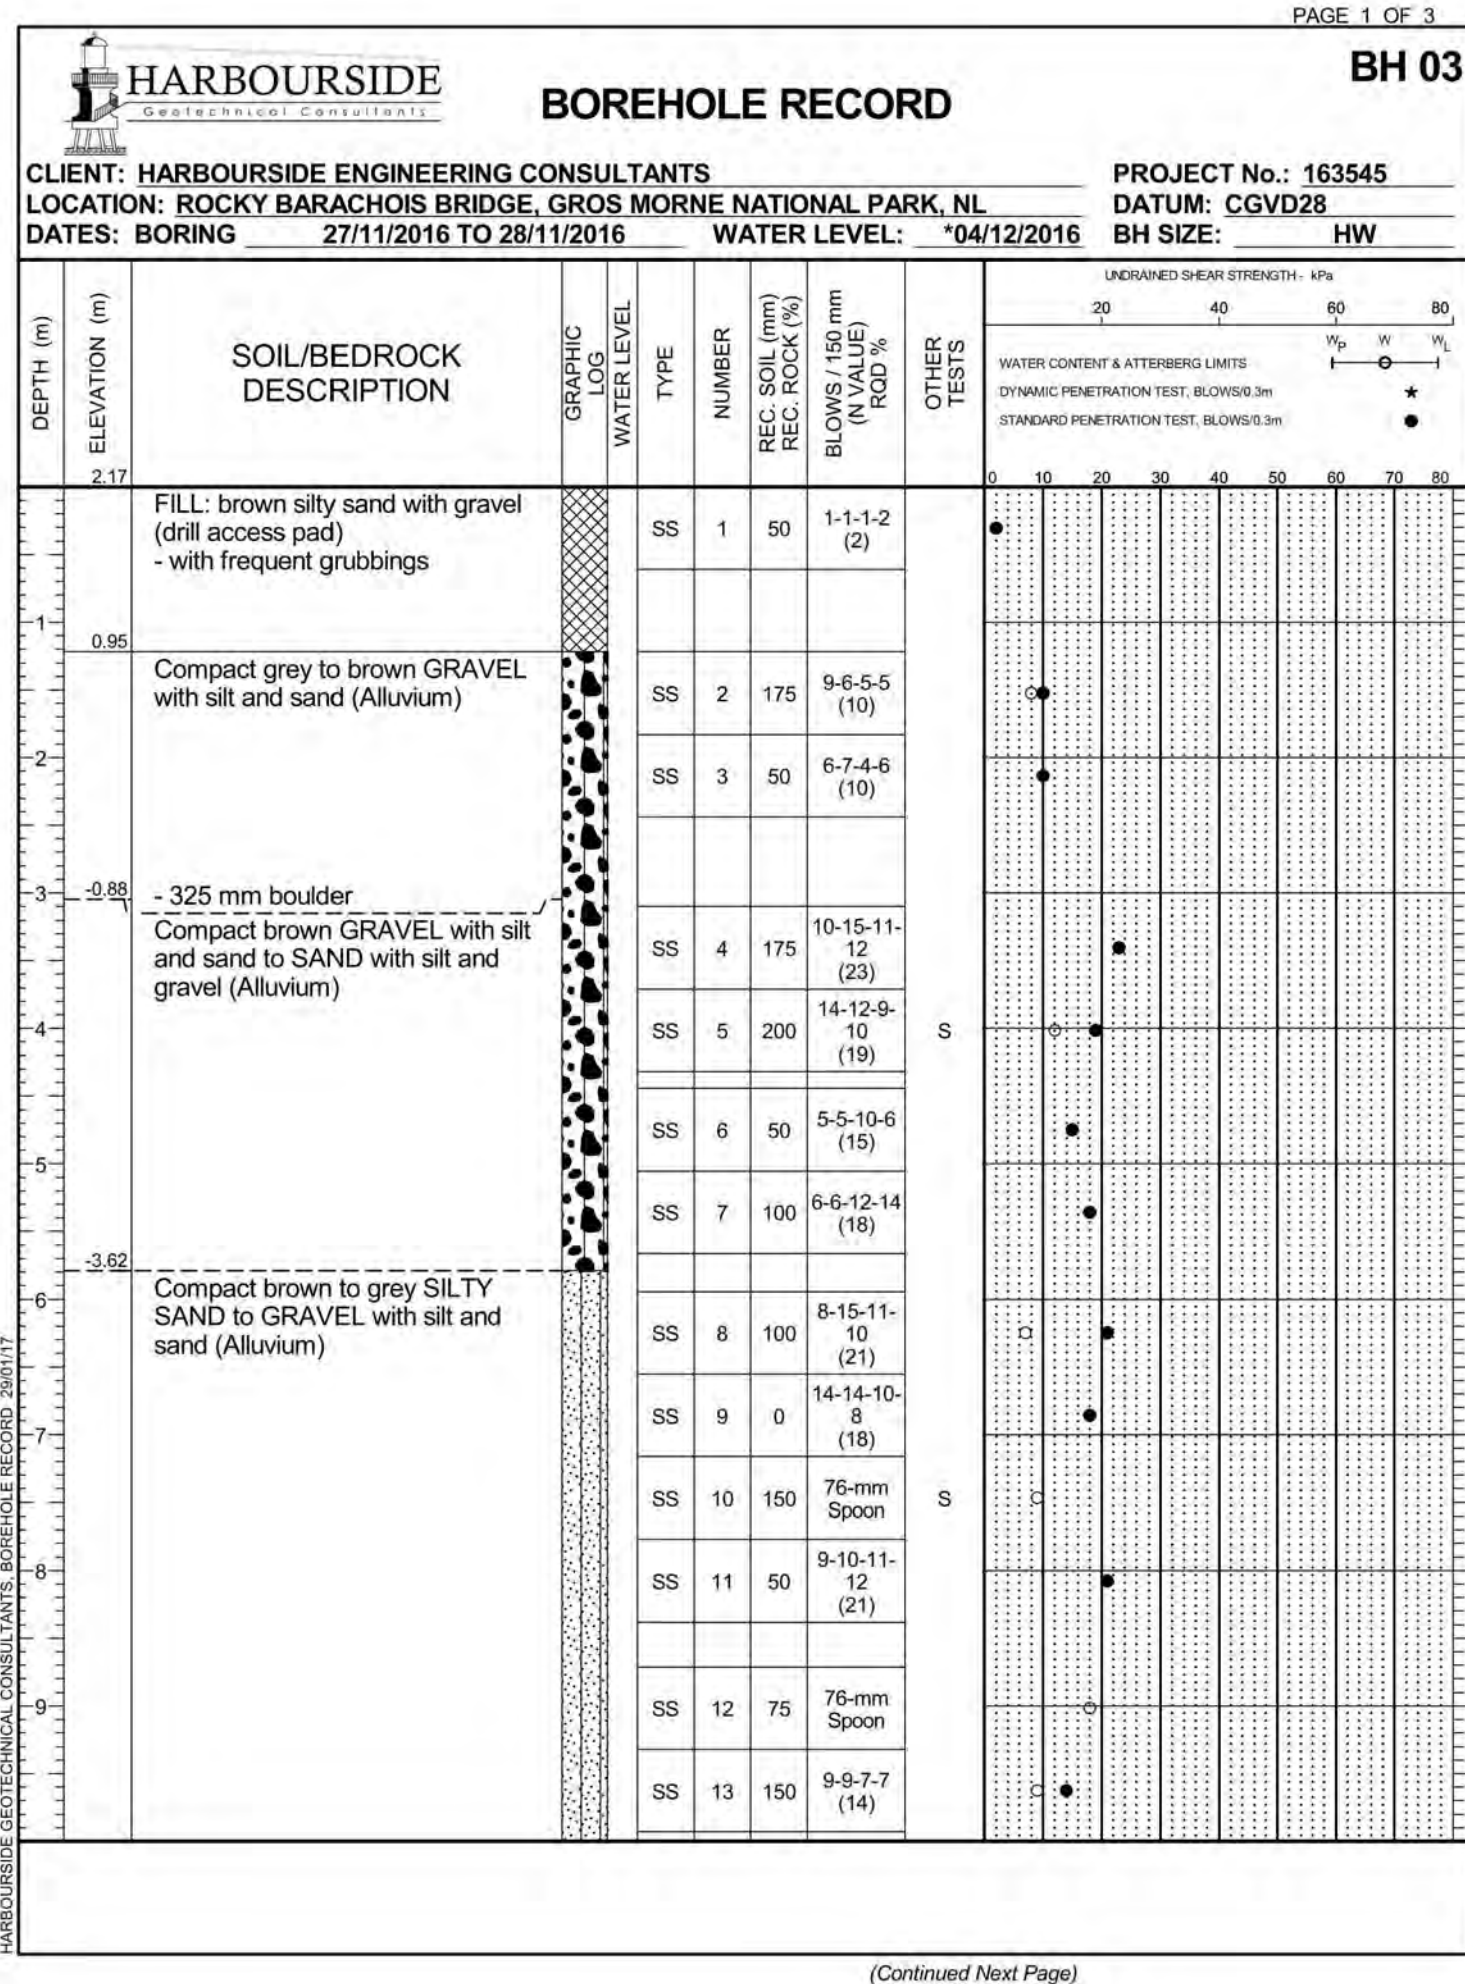 PAGE 1 OF 3
BH 03
HARBOURSIDE
Geotechnical Consultants
BOREHOLE RECORD
CLIENT: HARBOURSIDE ENGINEERING CONSULTANTS
PROJECT No.: 163545
LOCATION: ROCKY BARACHOIS BRIDGE, GROS MORNE NATIONAL PARK, NL
DATUM: CGVD28
DATES: BORING 27/11/2016 TO 28/11/2016
WATER LEVEL: *04/12/2016
BH SIZE: HW
DEPTH (m)
ELEVATION (m)
SOIL/BEDROCK
DESCRIPTION
GRAPHIC
LOG
WATER LEVEL
TYPE
NUMBER
REC. SOIL (mm)
REC. ROCK (%)
BLOWS / 150 mm
(N VALUE)
RQD %
OTHER
TESTS
UNDRAINED SHEAR STRENGTH - kPa
20 40 60 80
WP W WL
WATER CONTENT & ATTERBERG LIMITS
DYNAMIC PENETRATION TEST, BLOWS/0.3m ★
STANDARD PENETRATION TEST, BLOWS/0.3m ●
2.17
0 10 20 30 40 50 60 70 80
FILL: brown silty sand with gravel
(drill access pad)
- with frequent grubbings
SS 1 50 1-1-1-2
(2)
1
0.95
Compact grey to brown GRAVEL
with silt and sand (Alluvium)
SS 2 175 9-6-5-5
(10)
2
SS 3 50 6-7-4-6
(10)
3
-0.88
- 325 mm boulder
Compact brown GRAVEL with silt
and sand to SAND with silt and
gravel (Alluvium)
SS 4 175 10-15-11-
12
(23)
4
SS 5 200 14-12-9-
10
(19)
S
SS 6 50 5-5-10-6
(15)
5
SS 7 100 6-6-12-14
(18)
-3.62
Compact brown to grey SILTY
SAND to GRAVEL with silt and
sand (Alluvium)
6
SS 8 100 8-15-11-
10
(21)
SS 9 0 14-14-10-
8
(18)
7
SS 10 150 76-mm
Spoon
S
8
SS 11 50 9-10-11-
12
(21)
9
SS 12 75 76-mm
Spoon
SS 13 150 9-9-7-7
(14)
HARBOURSIDE GEOTECHNICAL CONSULTANTS, BOREHOLE RECORD 29/01/17
(Continued Next Page)